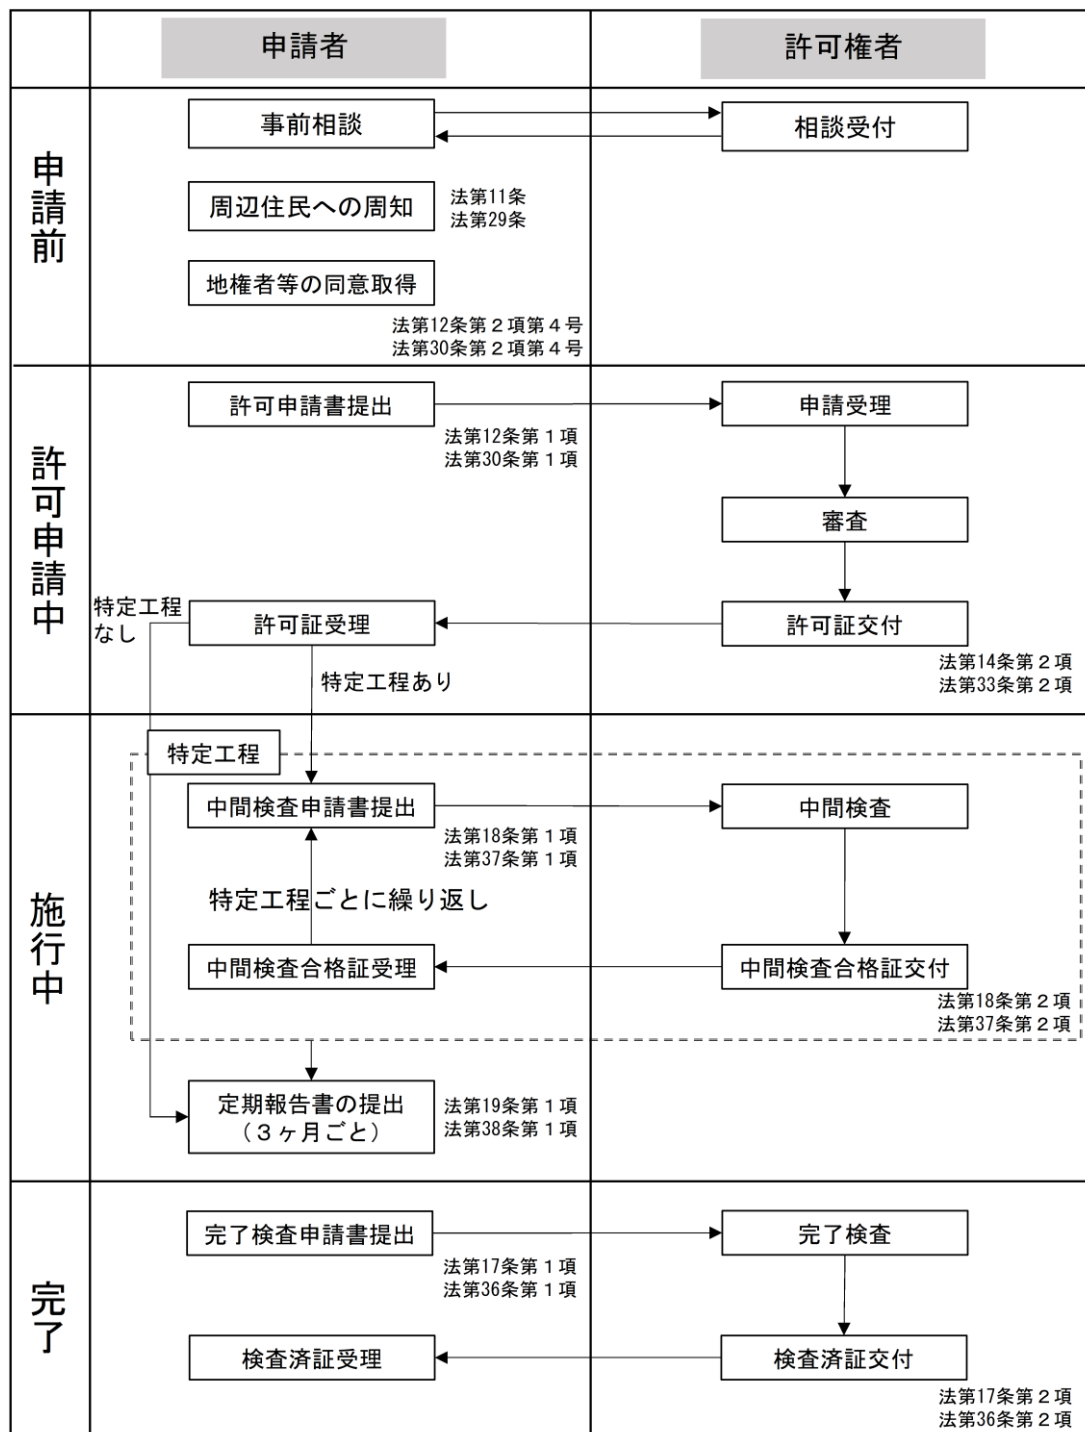 申請者
許可権者
申請前
事前相談
相談受付
周辺住民への周知
法第11条
法第29条
地権者等の同意取得
法第12条第２項第４号
法第30条第２項第４号
許可申請中
許可申請書提出
申請受理
法第12条第１項
法第30条第１項
審査
特定工程
なし
許可証受理
許可証交付
法第14条第２項
法第33条第２項
特定工程あり
施行中
特定工程
中間検査申請書提出
中間検査
法第18条第１項
法第37条第１項
特定工程ごとに繰り返し
中間検査合格証受理
中間検査合格証交付
法第18条第２項
法第37条第２項
定期報告書の提出
（３ヶ月ごと）
法第19条第１項
法第38条第１項
完了
完了検査申請書提出
完了検査
法第17条第１項
法第36条第１項
検査済証受理
検査済証交付
法第17条第２項
法第36条第２項